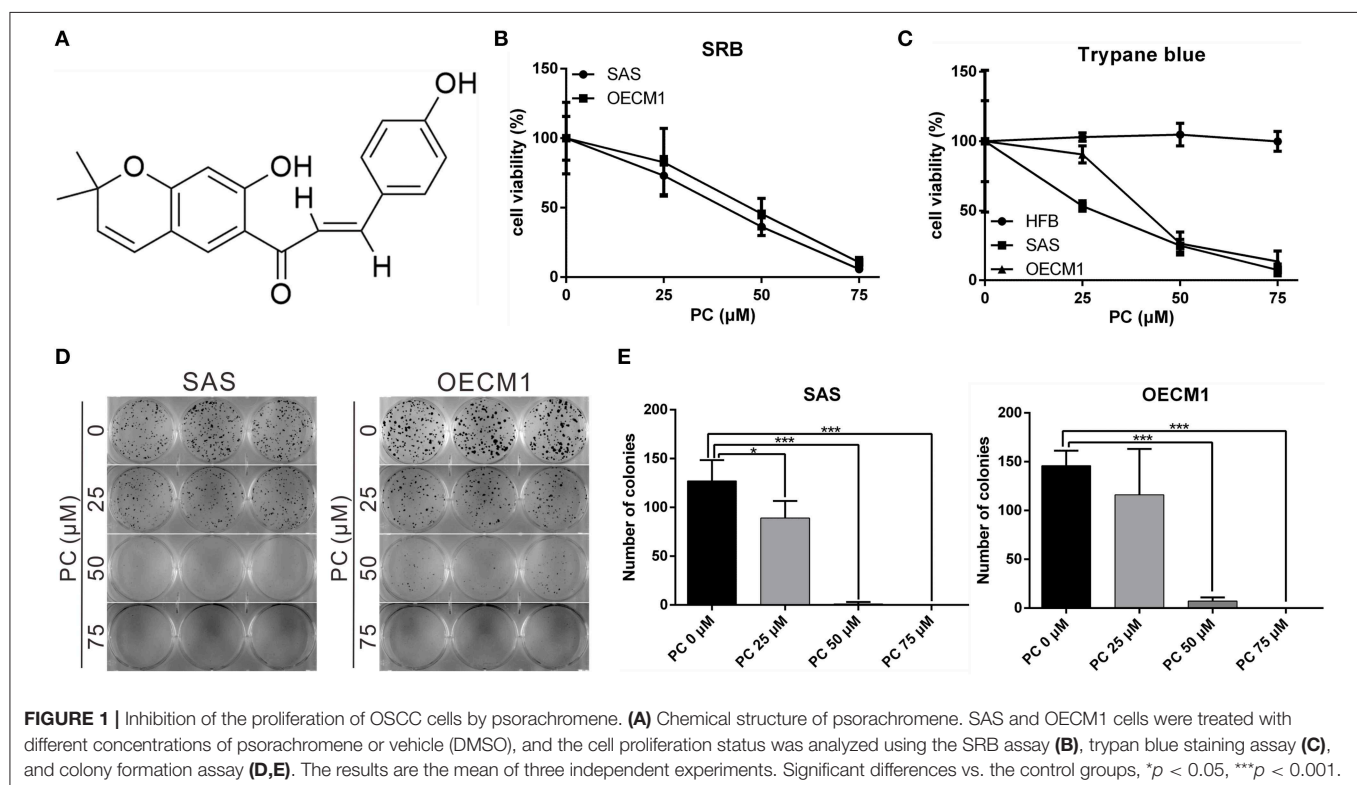 A
OH
O
OH
H
H
O
B
SRB
SAS
OECM1
cell viability (%)
150
100
50
0
0 25 50 75
PC (µM)
C
Trypane blue
cell viability (%)
150
100
50
0
HFB
SAS
OECM1
0 25 50 75
PC (µM)
D
SAS
OECM1
PC (µM)
0
25
50
75
PC (µM)
0
25
50
75
E
SAS
Number of colonies
200
150
100
50
0
***
***
*
PC 0 µM
PC 25 µM
PC 50 µM
PC 75 µM
OECM1
Number of colonies
200
150
100
50
0
***
***
PC 0 µM
PC 25 µM
PC 50 µM
PC 75 µM
FIGURE 1 | Inhibition of the proliferation of OSCC cells by psorachromene. (A) Chemical structure of psorachromene. SAS and OECM1 cells were treated with
different concentrations of psorachromene or vehicle (DMSO), and the cell proliferation status was analyzed using the SRB assay (B), trypan blue staining assay (C),
and colony formation assay (D,E). The results are the mean of three independent experiments. Significant differences vs. the control groups, *p < 0.05, ***p < 0.001.